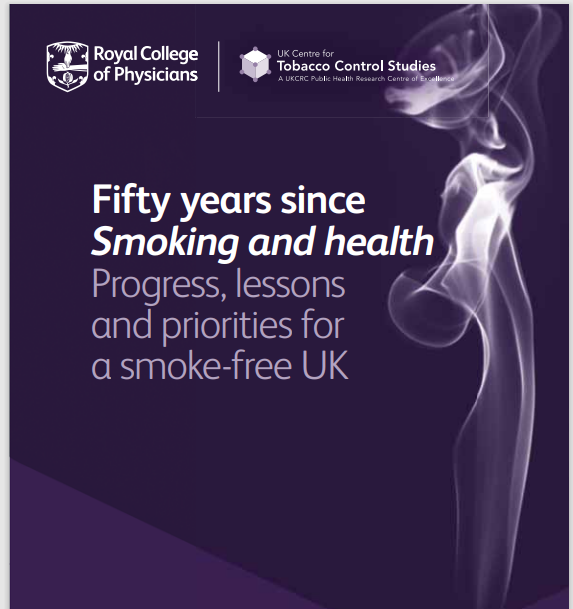 Royal College
of Physicians
UK Centre for
Tobacco Control Studies
A UKCRC Public Health Research Centre of Excellence
Fifty years since
Smoking and health
Progress, lessons
and priorities for
a smoke-free UK